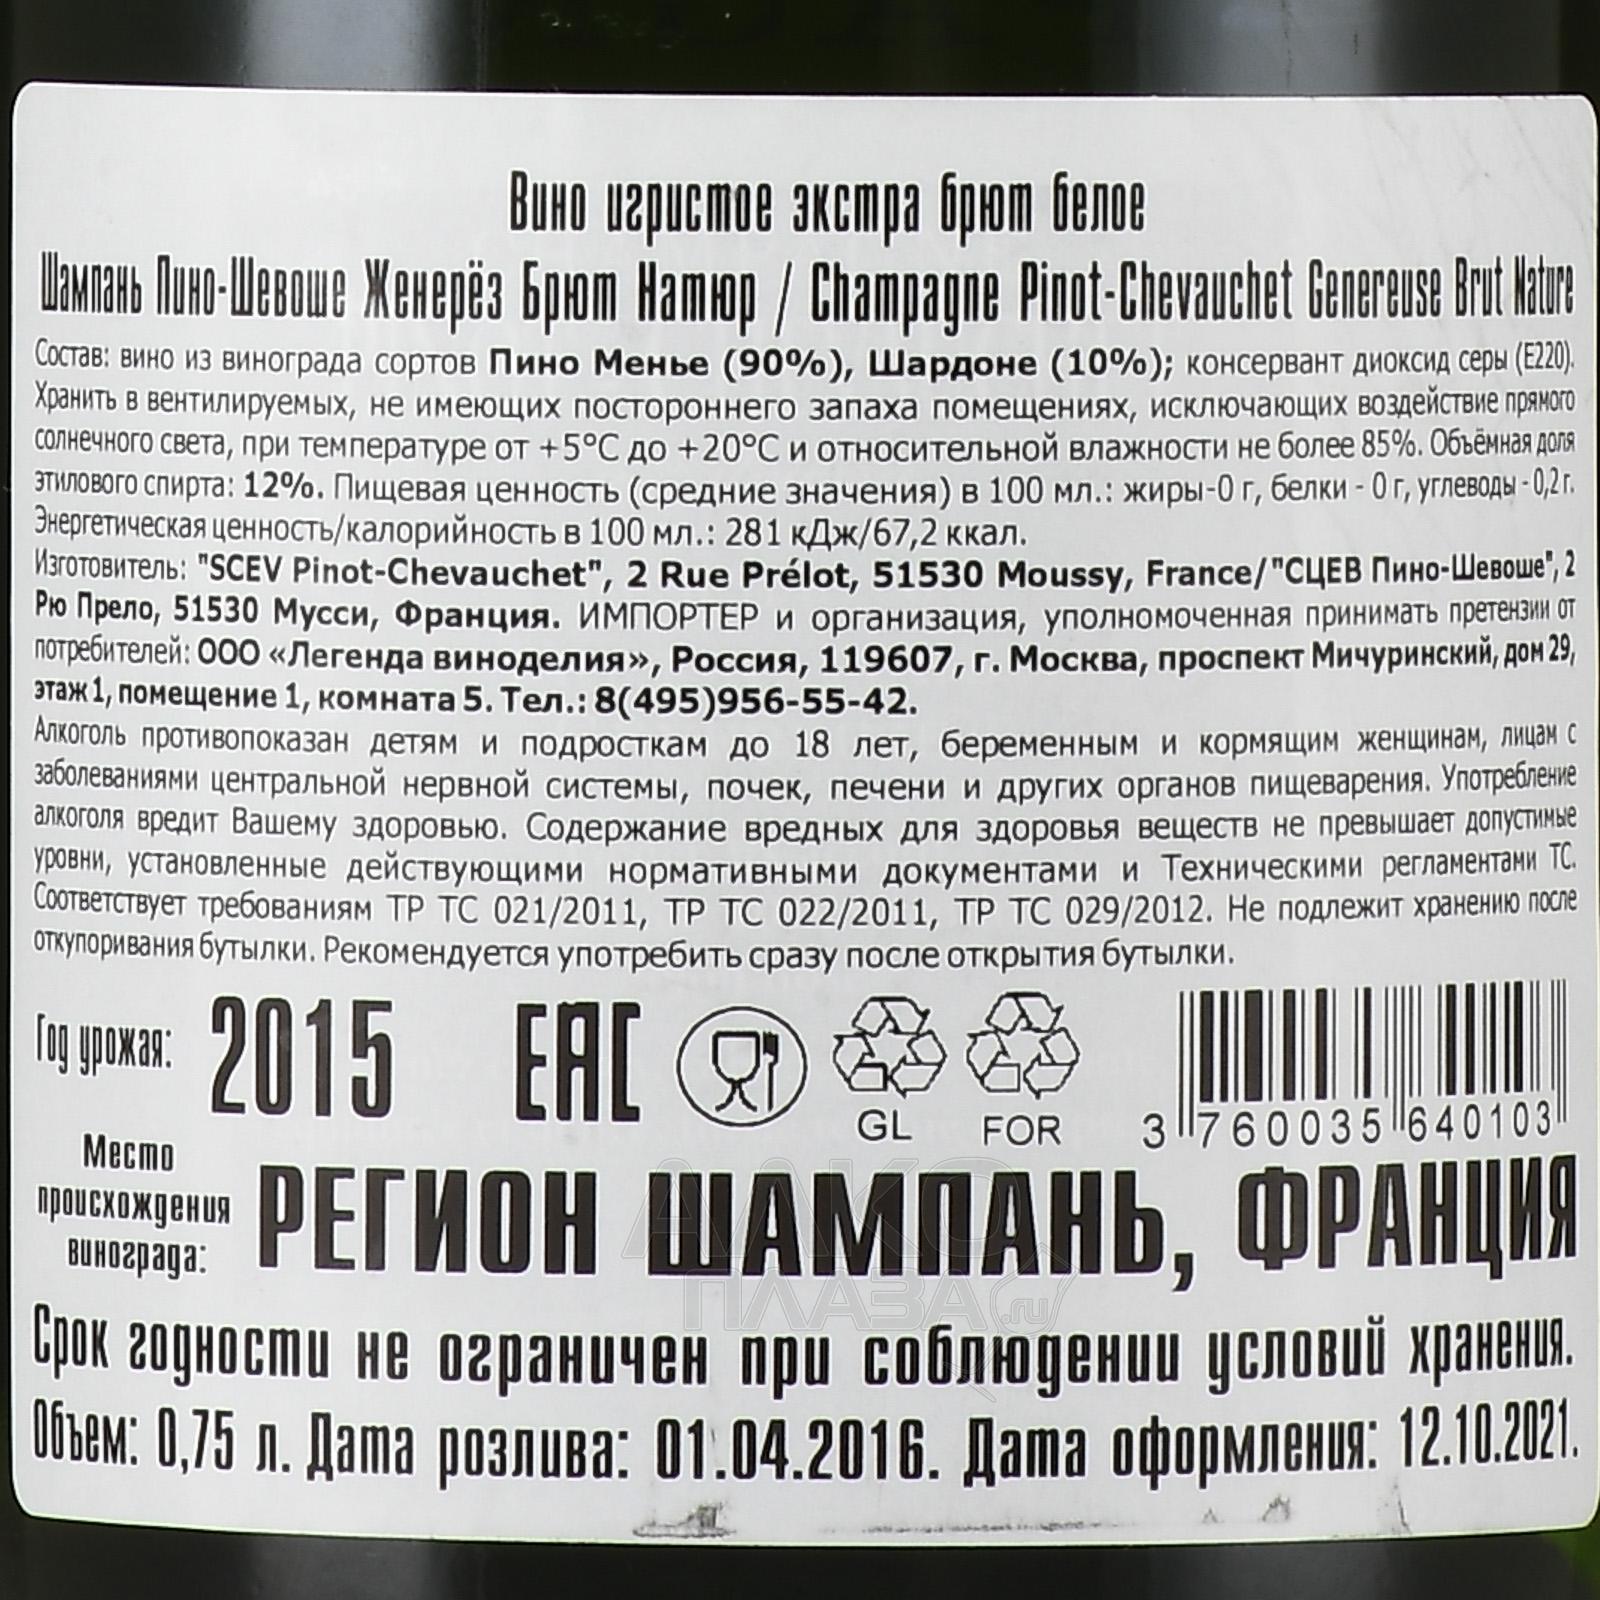 Вино игристое экстра брют белое
Шампань Пино-Шевоше Женерёз Брют Натюр / Champagne Pinot-Chevauchet Genereuse Brut Nature
Состав: вино из винограда сортов Пино Менье (90%), Шардоне (10%); консервант диоксид серы (E220).
Хранить в вентилируемых, не имеющих постороннего запаха помещениях, исключающих воздействие прямого
солнечного света, при температуре от +5°C до +20°C и относительной влажности не более 85%. Объёмная доля
этилового спирта: 12%. Пищевая ценность (средние значения) в 100 мл.: жиры-0 г, белки - 0 г, углеводы - 0,2 г.
Энергетическая ценность/калорийность в 100 мл.: 281 кДж/67,2 ккал.
Изготовитель: "SCEV Pinot-Chevauchet", 2 Rue Prélot, 51530 Moussy, France/"СЦЕВ Пино-Шевоше", 2
Рю Прело, 51530 Мусси, Франция. ИМПОРТЕР и организация, уполномоченная принимать претензии от
потребителей: ООО «Легенда виноделия», Россия, 119607, г. Москва, проспект Мичуринский, дом 29,
этаж 1, помещение 1, комната 5. Тел.: 8(495)956-55-42.
Алкоголь противопоказан детям и подросткам до 18 лет, беременным и кормящим женщинам, лицам с
заболеваниями центральной нервной системы, почек, печени и других органов пищеварения. Употребление
алкоголя вредит Вашему здоровью. Содержание вредных для здоровья веществ не превышает допустимые
уровни, установленные действующими нормативными документами и Техническими регламентами ТС.
Соответствует требованиям ТР ТС 021/2011, ТР ТС 022/2011, ТР ТС 029/2012. Не подлежит хранению после
откупоривания бутылки. Рекомендуется употребить сразу после открытия бутылки.
Год урожая: 2015 EAC
GL FOR
3 760035 640103
Место
происхождения
винограда:
РЕГИОН ШАМПАНЬ, ФРАНЦИЯ
АЛКО
ПЛАЗА.ru
Срок годности не ограничен при соблюдении условий хранения.
Объем: 0,75 л. Дата розлива: 01.04.2016. Дата оформления: 12.10.2021.